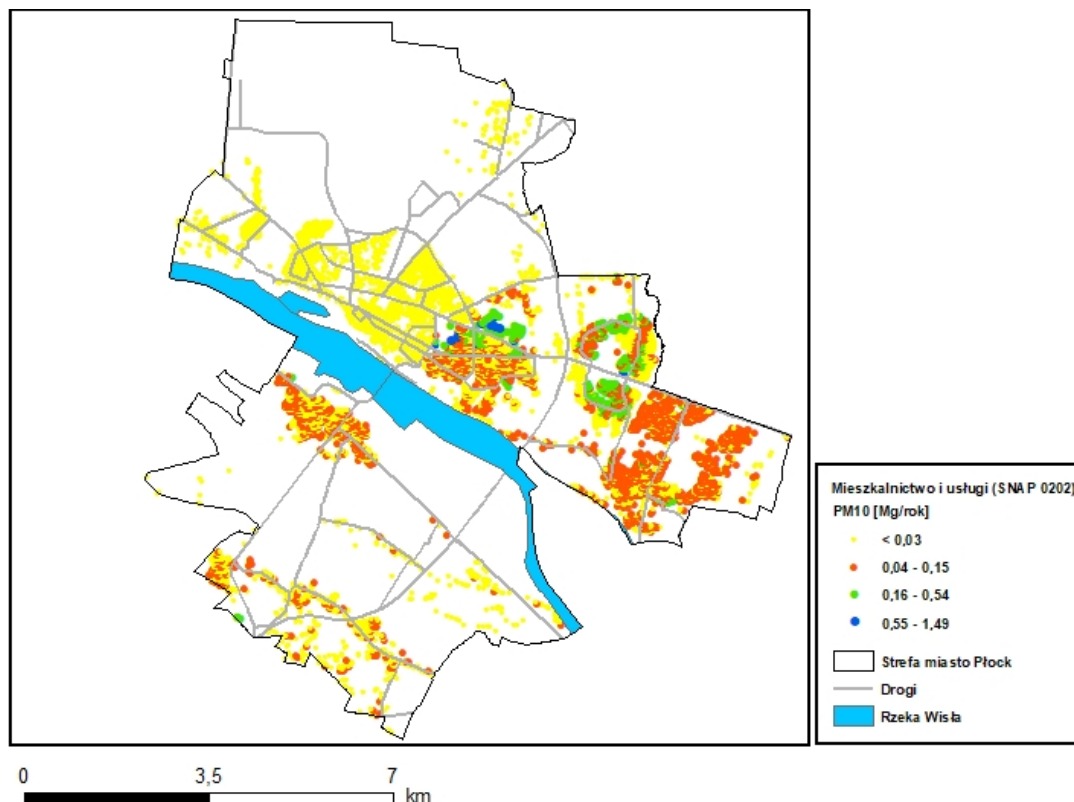 Mieszkalnictwo i usługi (SNAP 0202)
PM10 [Mg/rok]
< 0,03
0,04 - 0,15
0,16 - 0,54
0,55 - 1,49
Strefa miasto Płock
Drogi
Rzeka Wisła
0 3,5 7
km